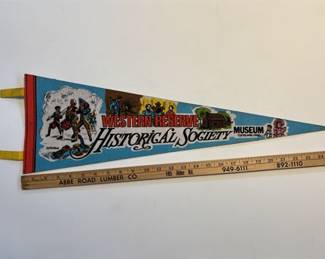 WESTERN RESERVE
HISTORICAL SOCIETY
MUSEUM
ABBE ROAD LUMBER CO
949-6111
892-1110